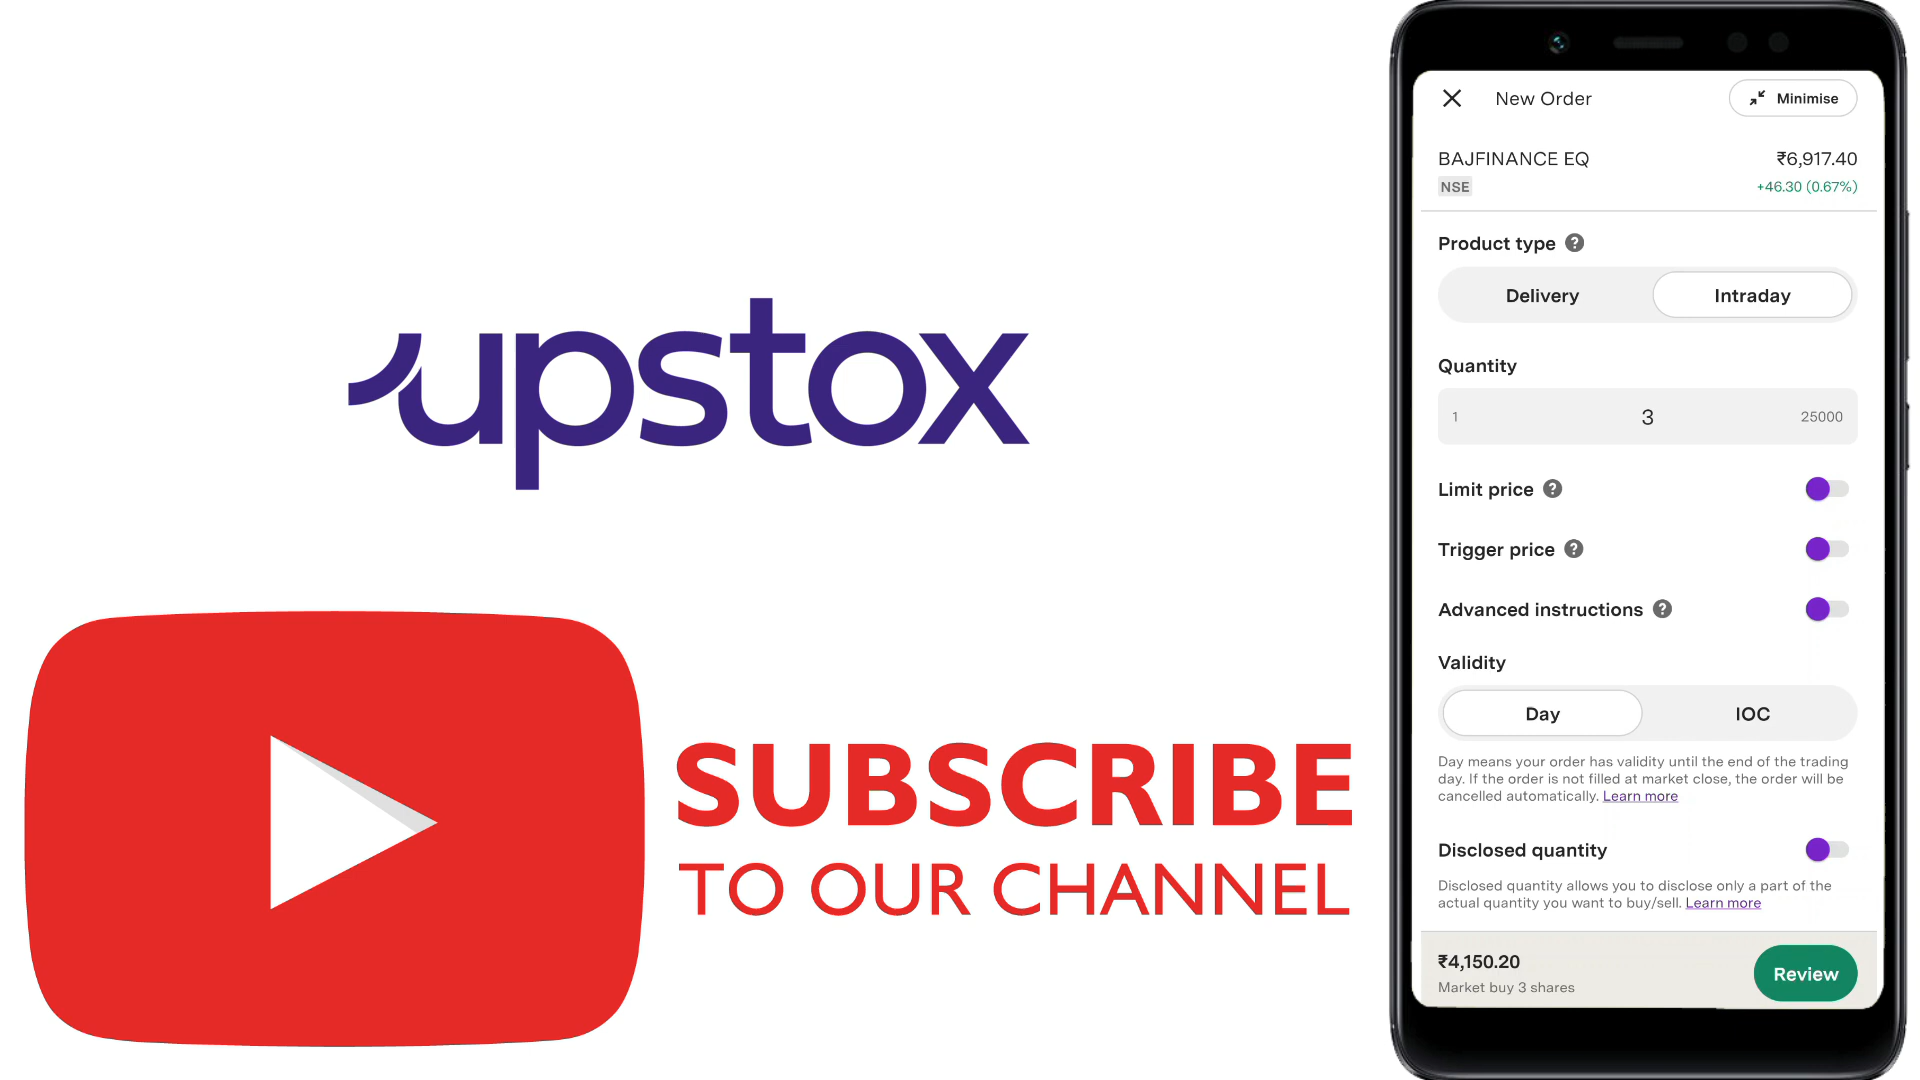 upstox
SUBSCRIBE
TO OUR CHANNEL
New Order
Minimise
BAJFINANCE EQ
₹6,917.40
NSE
+46.30 (0.67%)
Product type ?
Delivery
Intraday
Quantity
1
3
25000
Limit price ?
Trigger price ?
Advanced instructions ?
Validity
Day
IOC
Day means your order has validity until the end of the trading
day. If the order is not filled at market close, the order will be
cancelled automatically. Learn more
Disclosed quantity
Disclosed quantity allows you to disclose only a part of the
actual quantity you want to buy/sell. Learn more
₹4,150.20
Market buy 3 shares
Review